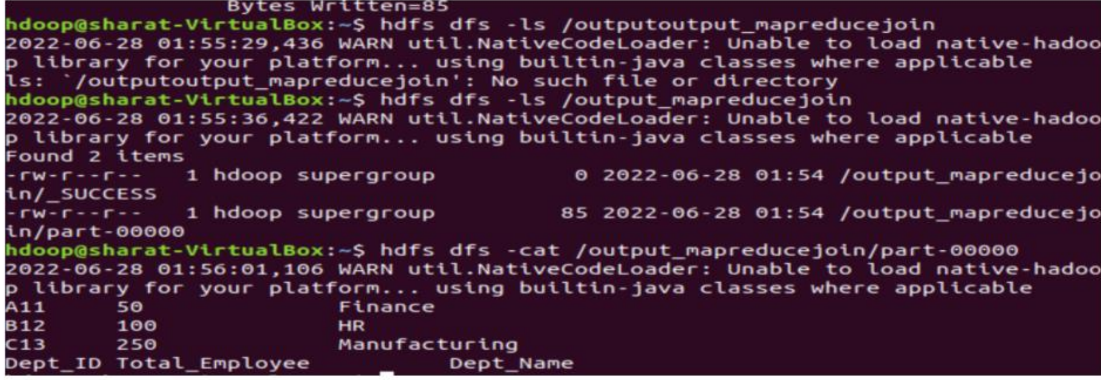 Bytes Written=85
hdoop@sharat-VirtualBox:~$ hdfs dfs -ls /outputoutput_mapreducejoin
2022-06-28 01:55:29,436 WARN util.NativeCodeLoader: Unable to load native-hadoo
p library for your platform... using builtin-java classes where applicable
ls: `/outputoutput_mapreducejoin': No such file or directory
hdoop@sharat-VirtualBox:~$ hdfs dfs -ls /output_mapreducejoin
2022-06-28 01:55:36,422 WARN util.NativeCodeLoader: Unable to load native-hadoo
p library for your platform... using builtin-java classes where applicable
Found 2 items
-rw-r--r--   1 hdoop supergroup          0 2022-06-28 01:54 /output_mapreducejo
in/_SUCCESS
-rw-r--r--   1 hdoop supergroup         85 2022-06-28 01:54 /output_mapreducejo
in/part-00000
hdoop@sharat-VirtualBox:~$ hdfs dfs -cat /output_mapreducejoin/part-00000
2022-06-28 01:56:01,106 WARN util.NativeCodeLoader: Unable to load native-hadoo
p library for your platform... using builtin-java classes where applicable
A11     50              Finance
B12     100             HR
C13     250             Manufacturing
Dept_ID Total_Employee          Dept_Name